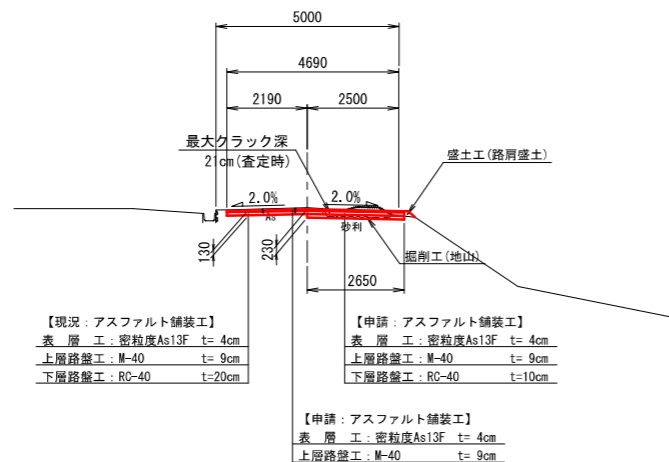 5000
4690
2190
2500
最大クラック深
21cm(査定時)
盛土工(路肩盛土)
2.0%
2.0%
As
砂利
掘削工(地山)
130
230
2650
【現況：アスファルト舗装工】
表 層 工：密粒度As13F t= 4cm
上層路盤工：M-40 t= 9cm
下層路盤工：RC-40 t=20cm
【申請：アスファルト舗装工】
表 層 工：密粒度As13F t= 4cm
上層路盤工：M-40 t= 9cm
下層路盤工：RC-40 t=10cm
【申請：アスファルト舗装工】
表 層 工：密粒度As13F t= 4cm
上層路盤工：M-40 t= 9cm